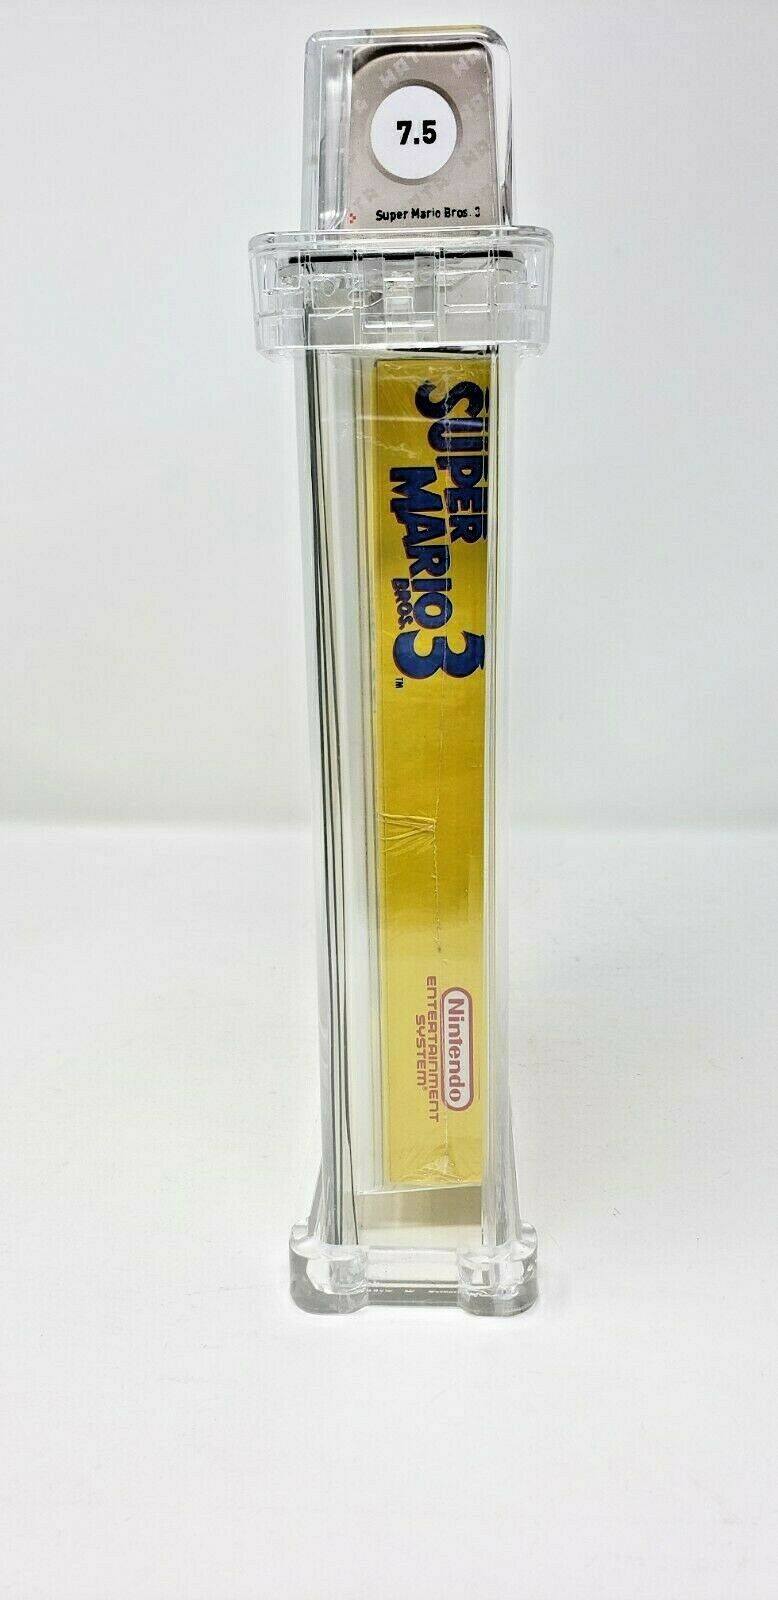 7.5
Super Mario Bros. 3
SUPER
MARIO 3
BROS.
TM
Nintendo
ENTERTAINMENT
SYSTEM®